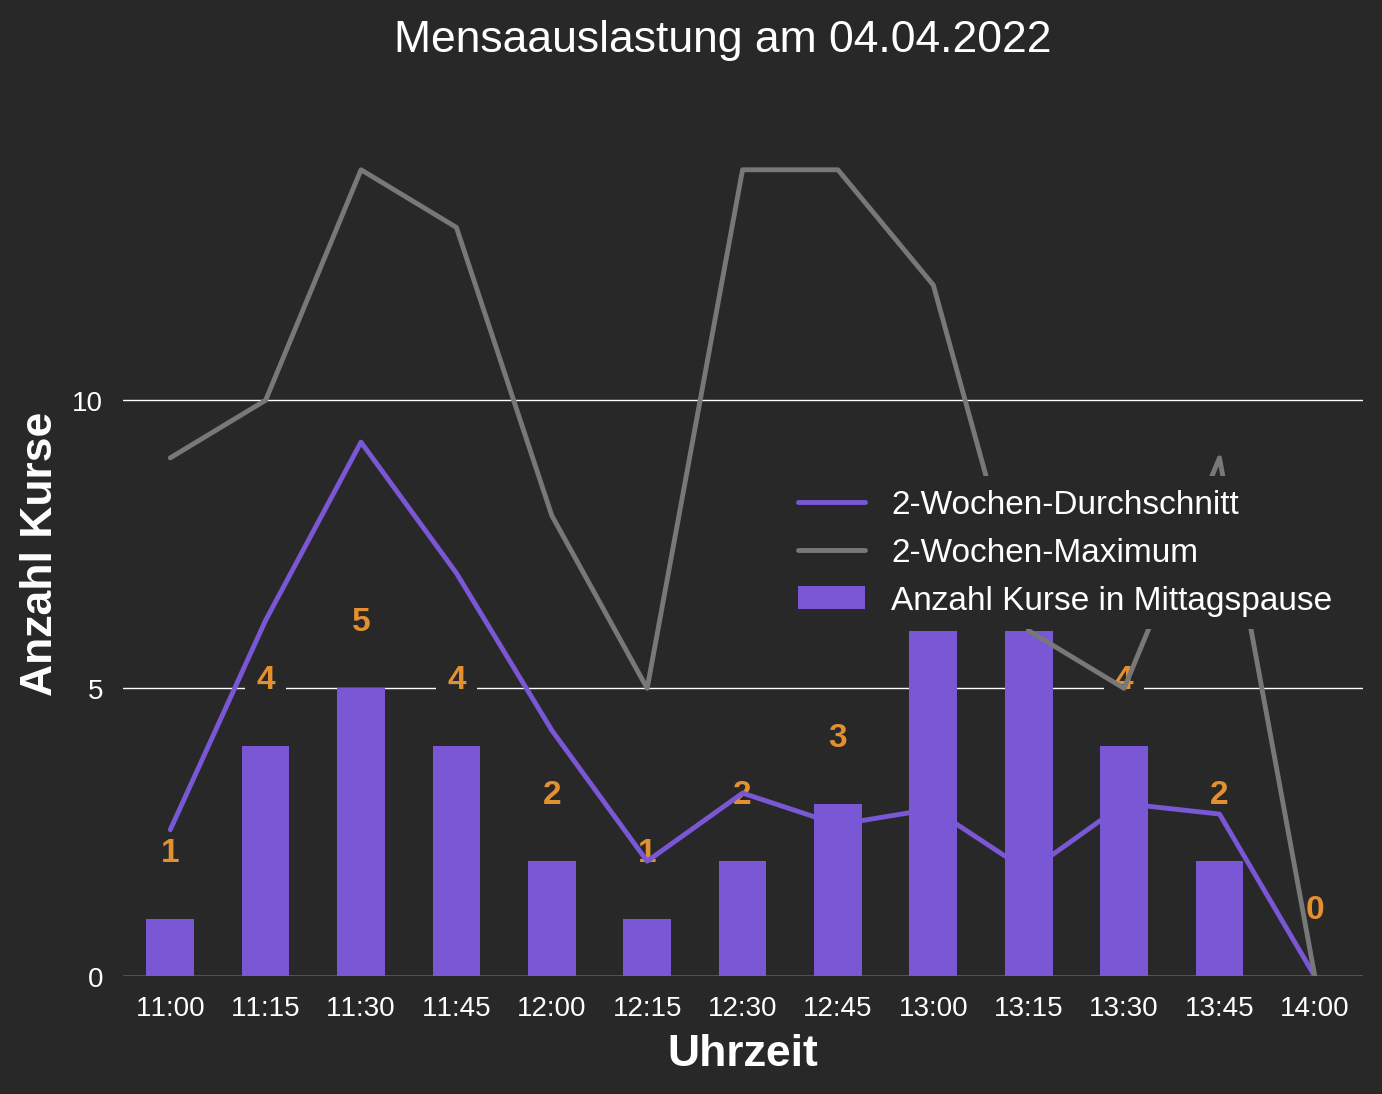 Mensaauslastung am 04.04.2022
Anzahl Kurse
10
5
0
2-Wochen-Durchschnitt
2-Wochen-Maximum
Anzahl Kurse in Mittagspause
1
4
5
4
2
1
2
3
4
2
0
11:00 11:15 11:30 11:45 12:00 12:15 12:30 12:45 13:00 13:15 13:30 13:45 14:00
Uhrzeit